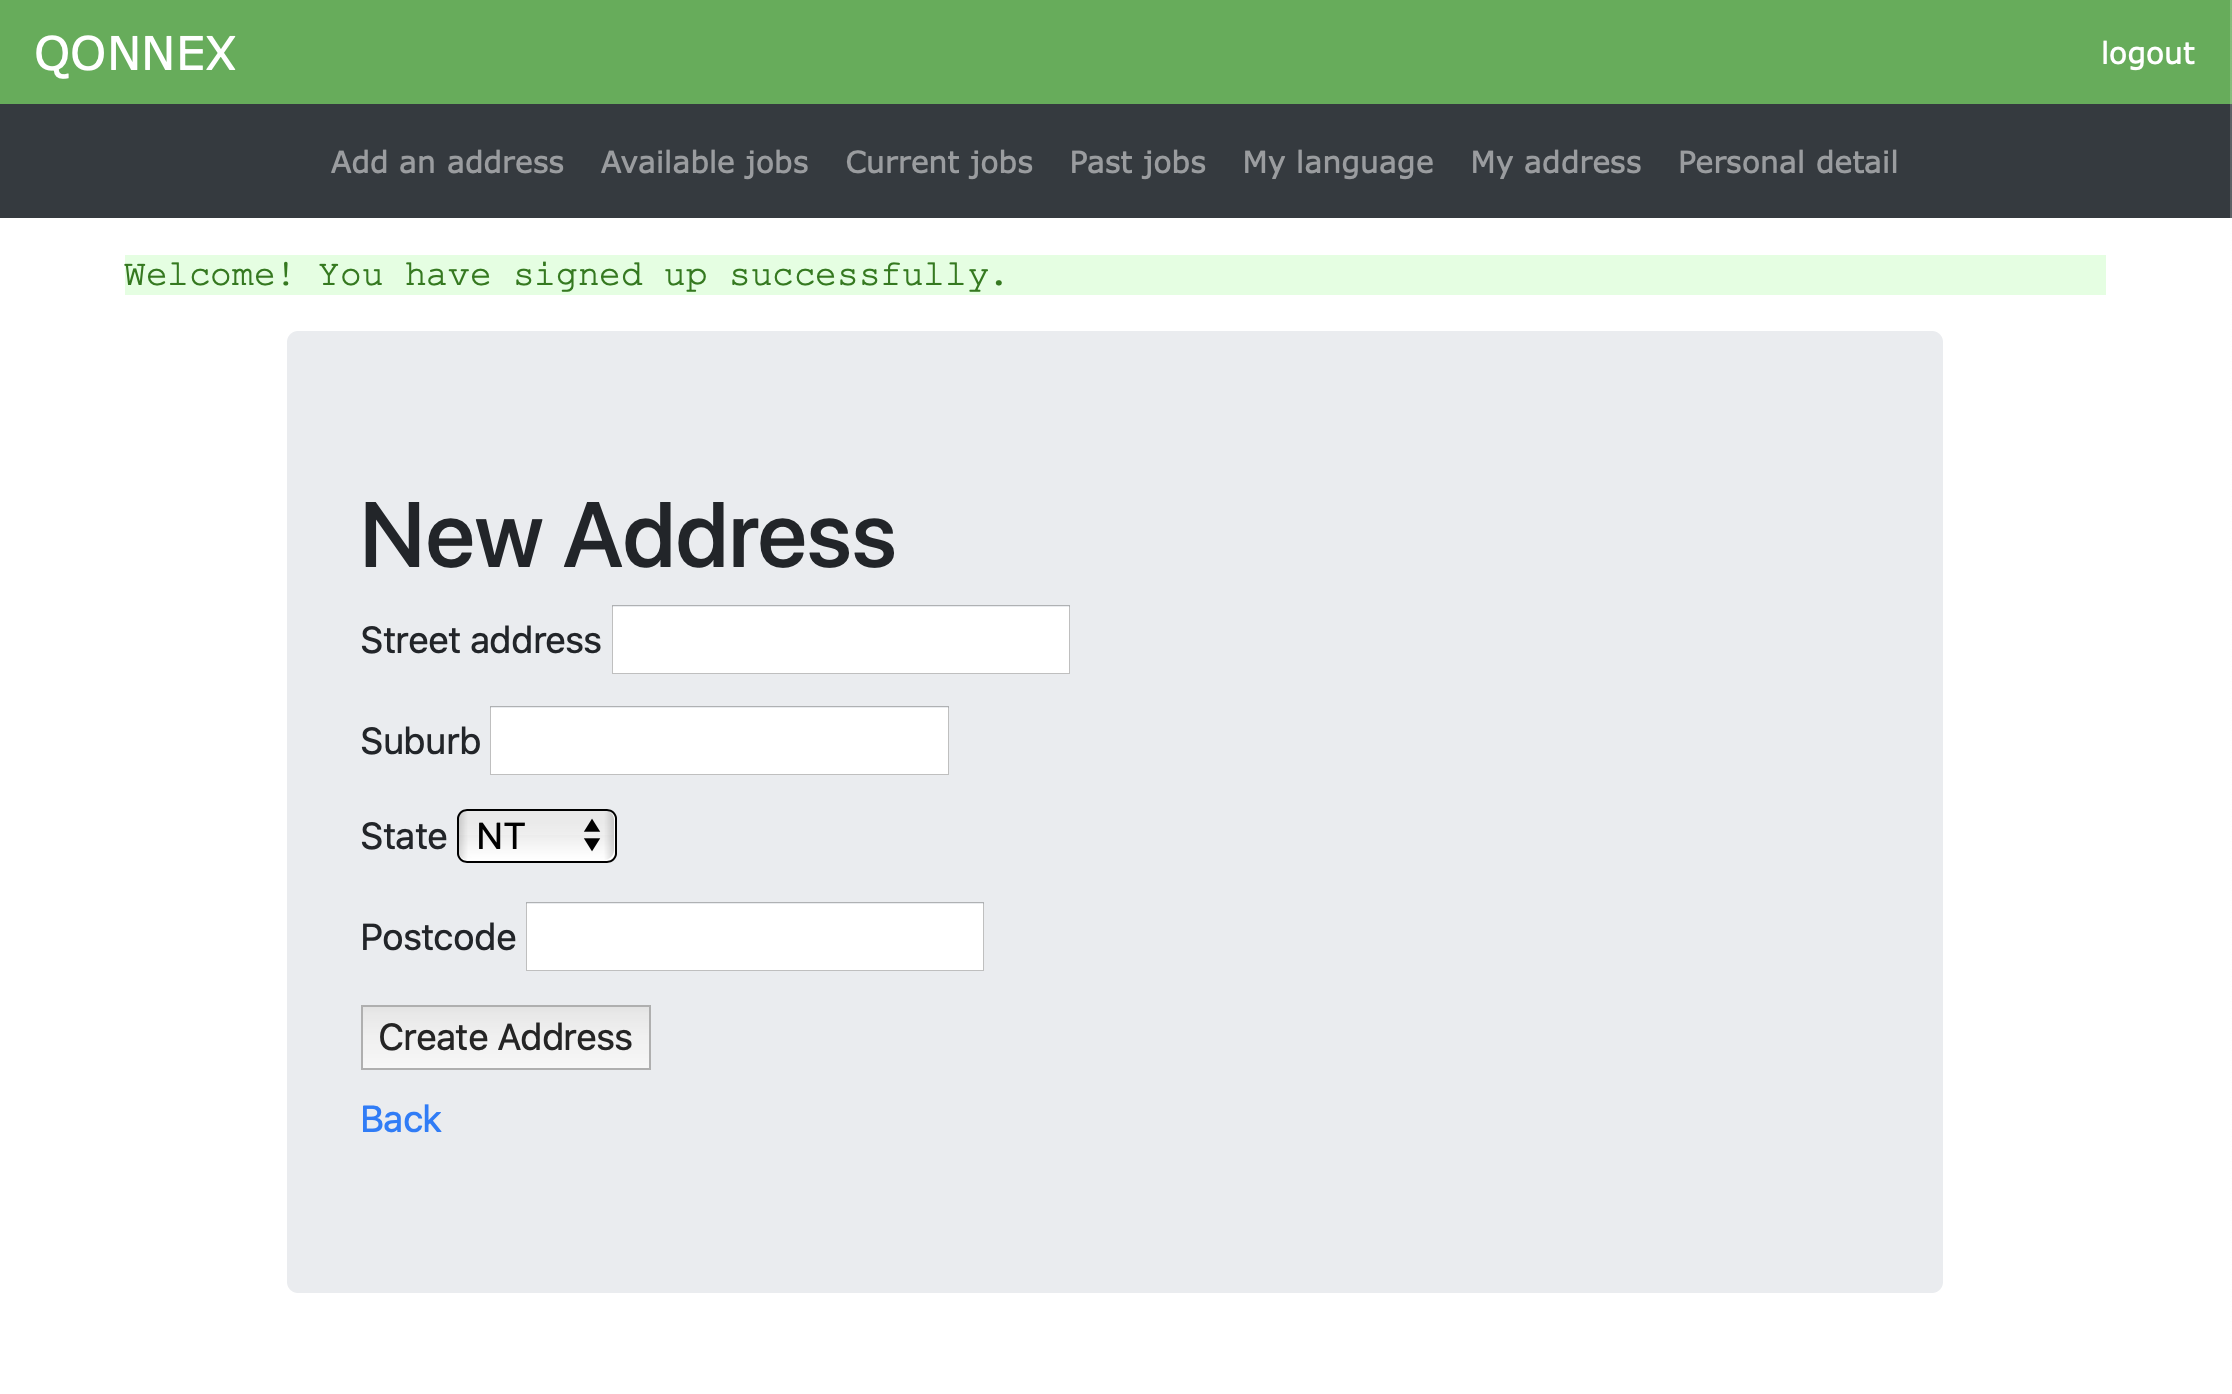 QONNEX logout
Add an address Available jobs Current jobs Past jobs My language My address Personal detail
Welcome! You have signed up successfully.
New Address
Street address
Suburb
State NT
Postcode
Create Address
Back